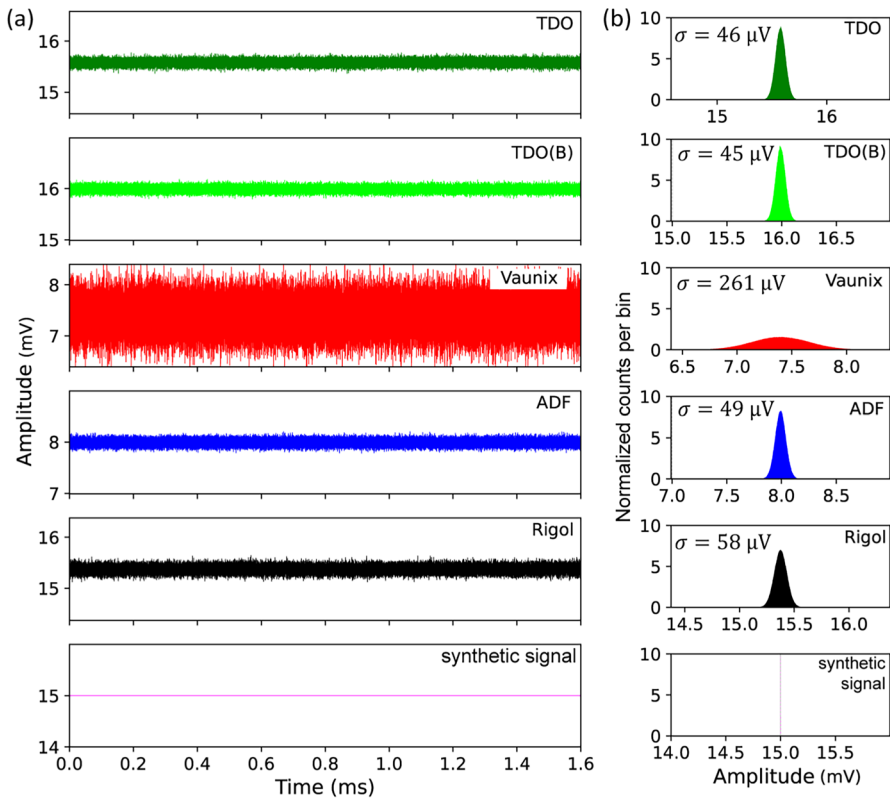 (a)
TDO
16
15
TDO(B)
16
15
Vaunix
8
7
ADF
8
7
Rigol
16
15
synthetic signal
15
14
0.0 0.2 0.4 0.6 0.8 1.0 1.2 1.4 1.6
Time (ms)
Amplitude (mV)
(b)
σ = 46 μV TDO
10
5
0
15 16
σ = 45 μV TDO(B)
10
5
0
15.0 15.5 16.0 16.5
σ = 261 μV Vaunix
10
5
0
6.5 7.0 7.5 8.0
σ = 49 μV ADF
10
5
0
7.0 7.5 8.0 8.5
σ = 58 μV Rigol
10
5
0
14.5 15.0 15.5 16.0
synthetic
signal
10
5
0
14.0 14.5 15.0 15.5
Amplitude (mV)
Normalized counts per bin